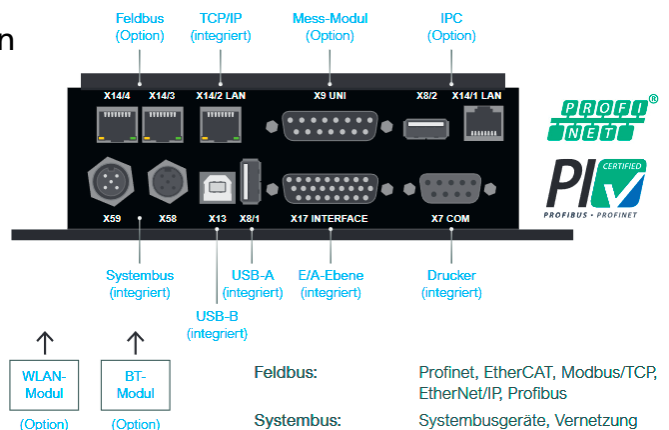 n
Feldbus TCP/IP Mess-Modul IPC
(Option) (integriert) (Option) (Option)
X14/4 X14/3 X14/2 LAN X9 UNI X8/2 X14/1 LAN
PROFI®
NET
CERTIFIED
PI
PROFIBUS • PROFINET
X59 X58 X13 X8/1 X17 INTERFACE X7 COM
Systembus USB-A E/A-Ebene Drucker
(integriert) (integriert) (integriert) (integriert)
USB-B
(integriert)
WLAN- BT-
Modul Modul
(Option) (Option)
Feldbus: Profinet, EtherCAT, Modbus/TCP,
EtherNet/IP, Profibus
Systembus: Systembusgeräte, Vernetzung